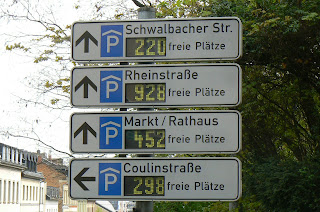 Schwalbacher Str.
P 220 freie Plätze
Rheinstraße
P 928 freie Plätze
Markt / Rathaus
P 452 freie Plätze
Coulinstraße
P 298 freie Plätze